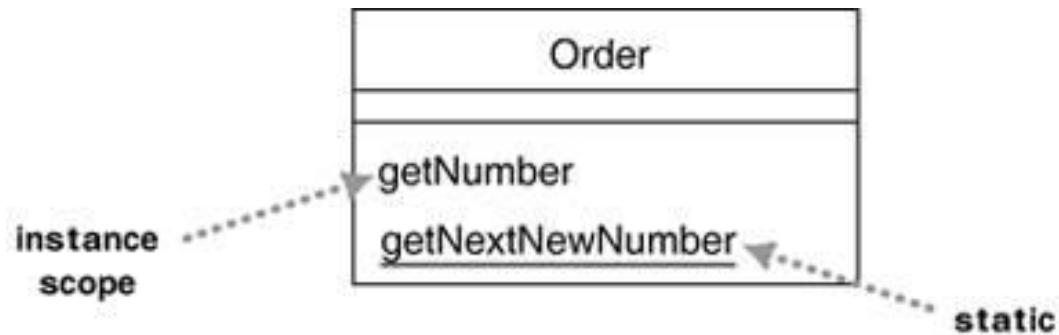 Order
getNumber
instance
scope
getNextNewNumber
static